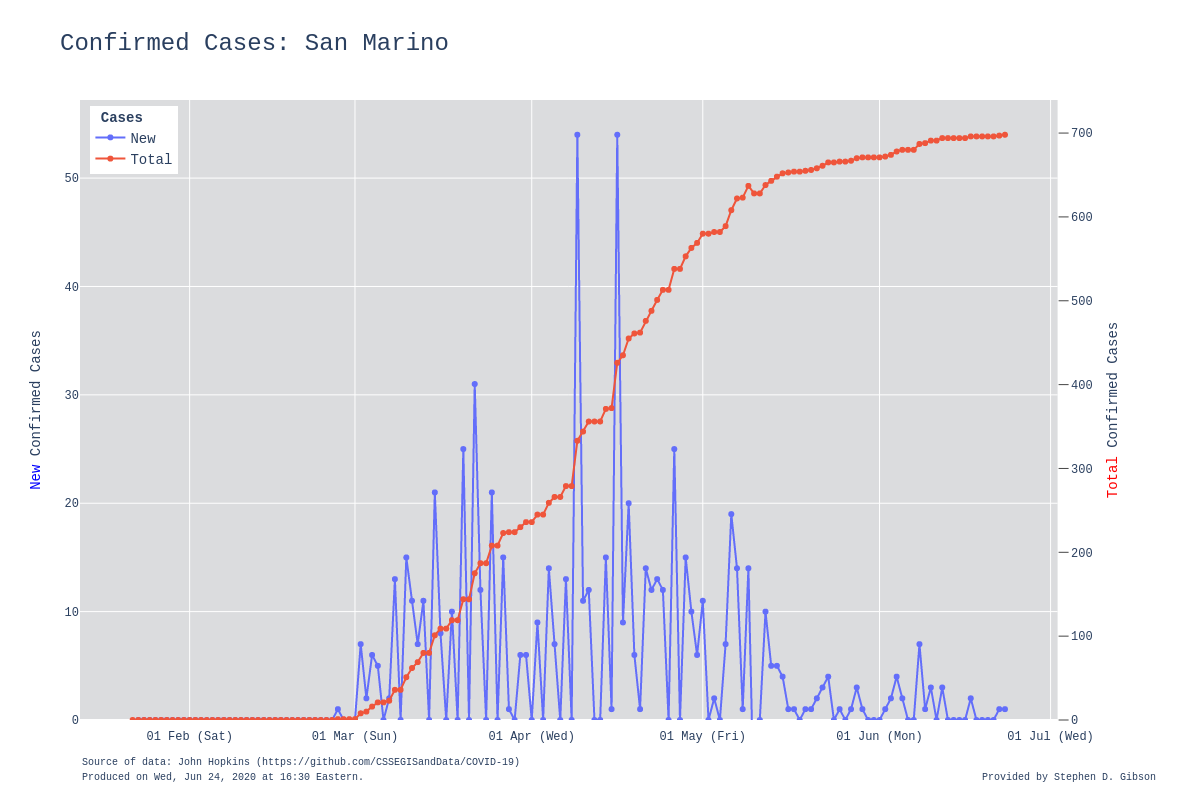 Confirmed Cases: San Marino
Cases
New
Total
50
40
30
20
10
0
700
600
500
400
300
200
100
0
New Confirmed Cases
Total Confirmed Cases
01 Feb (Sat)
01 Mar (Sun)
01 Apr (Wed)
01 May (Fri)
01 Jun (Mon)
01 Jul (Wed)
Source of data: John Hopkins (https://github.com/CSSEGISandData/COVID-19)
Produced on Wed, Jun 24, 2020 at 16:30 Eastern.
Provided by Stephen D. Gibson